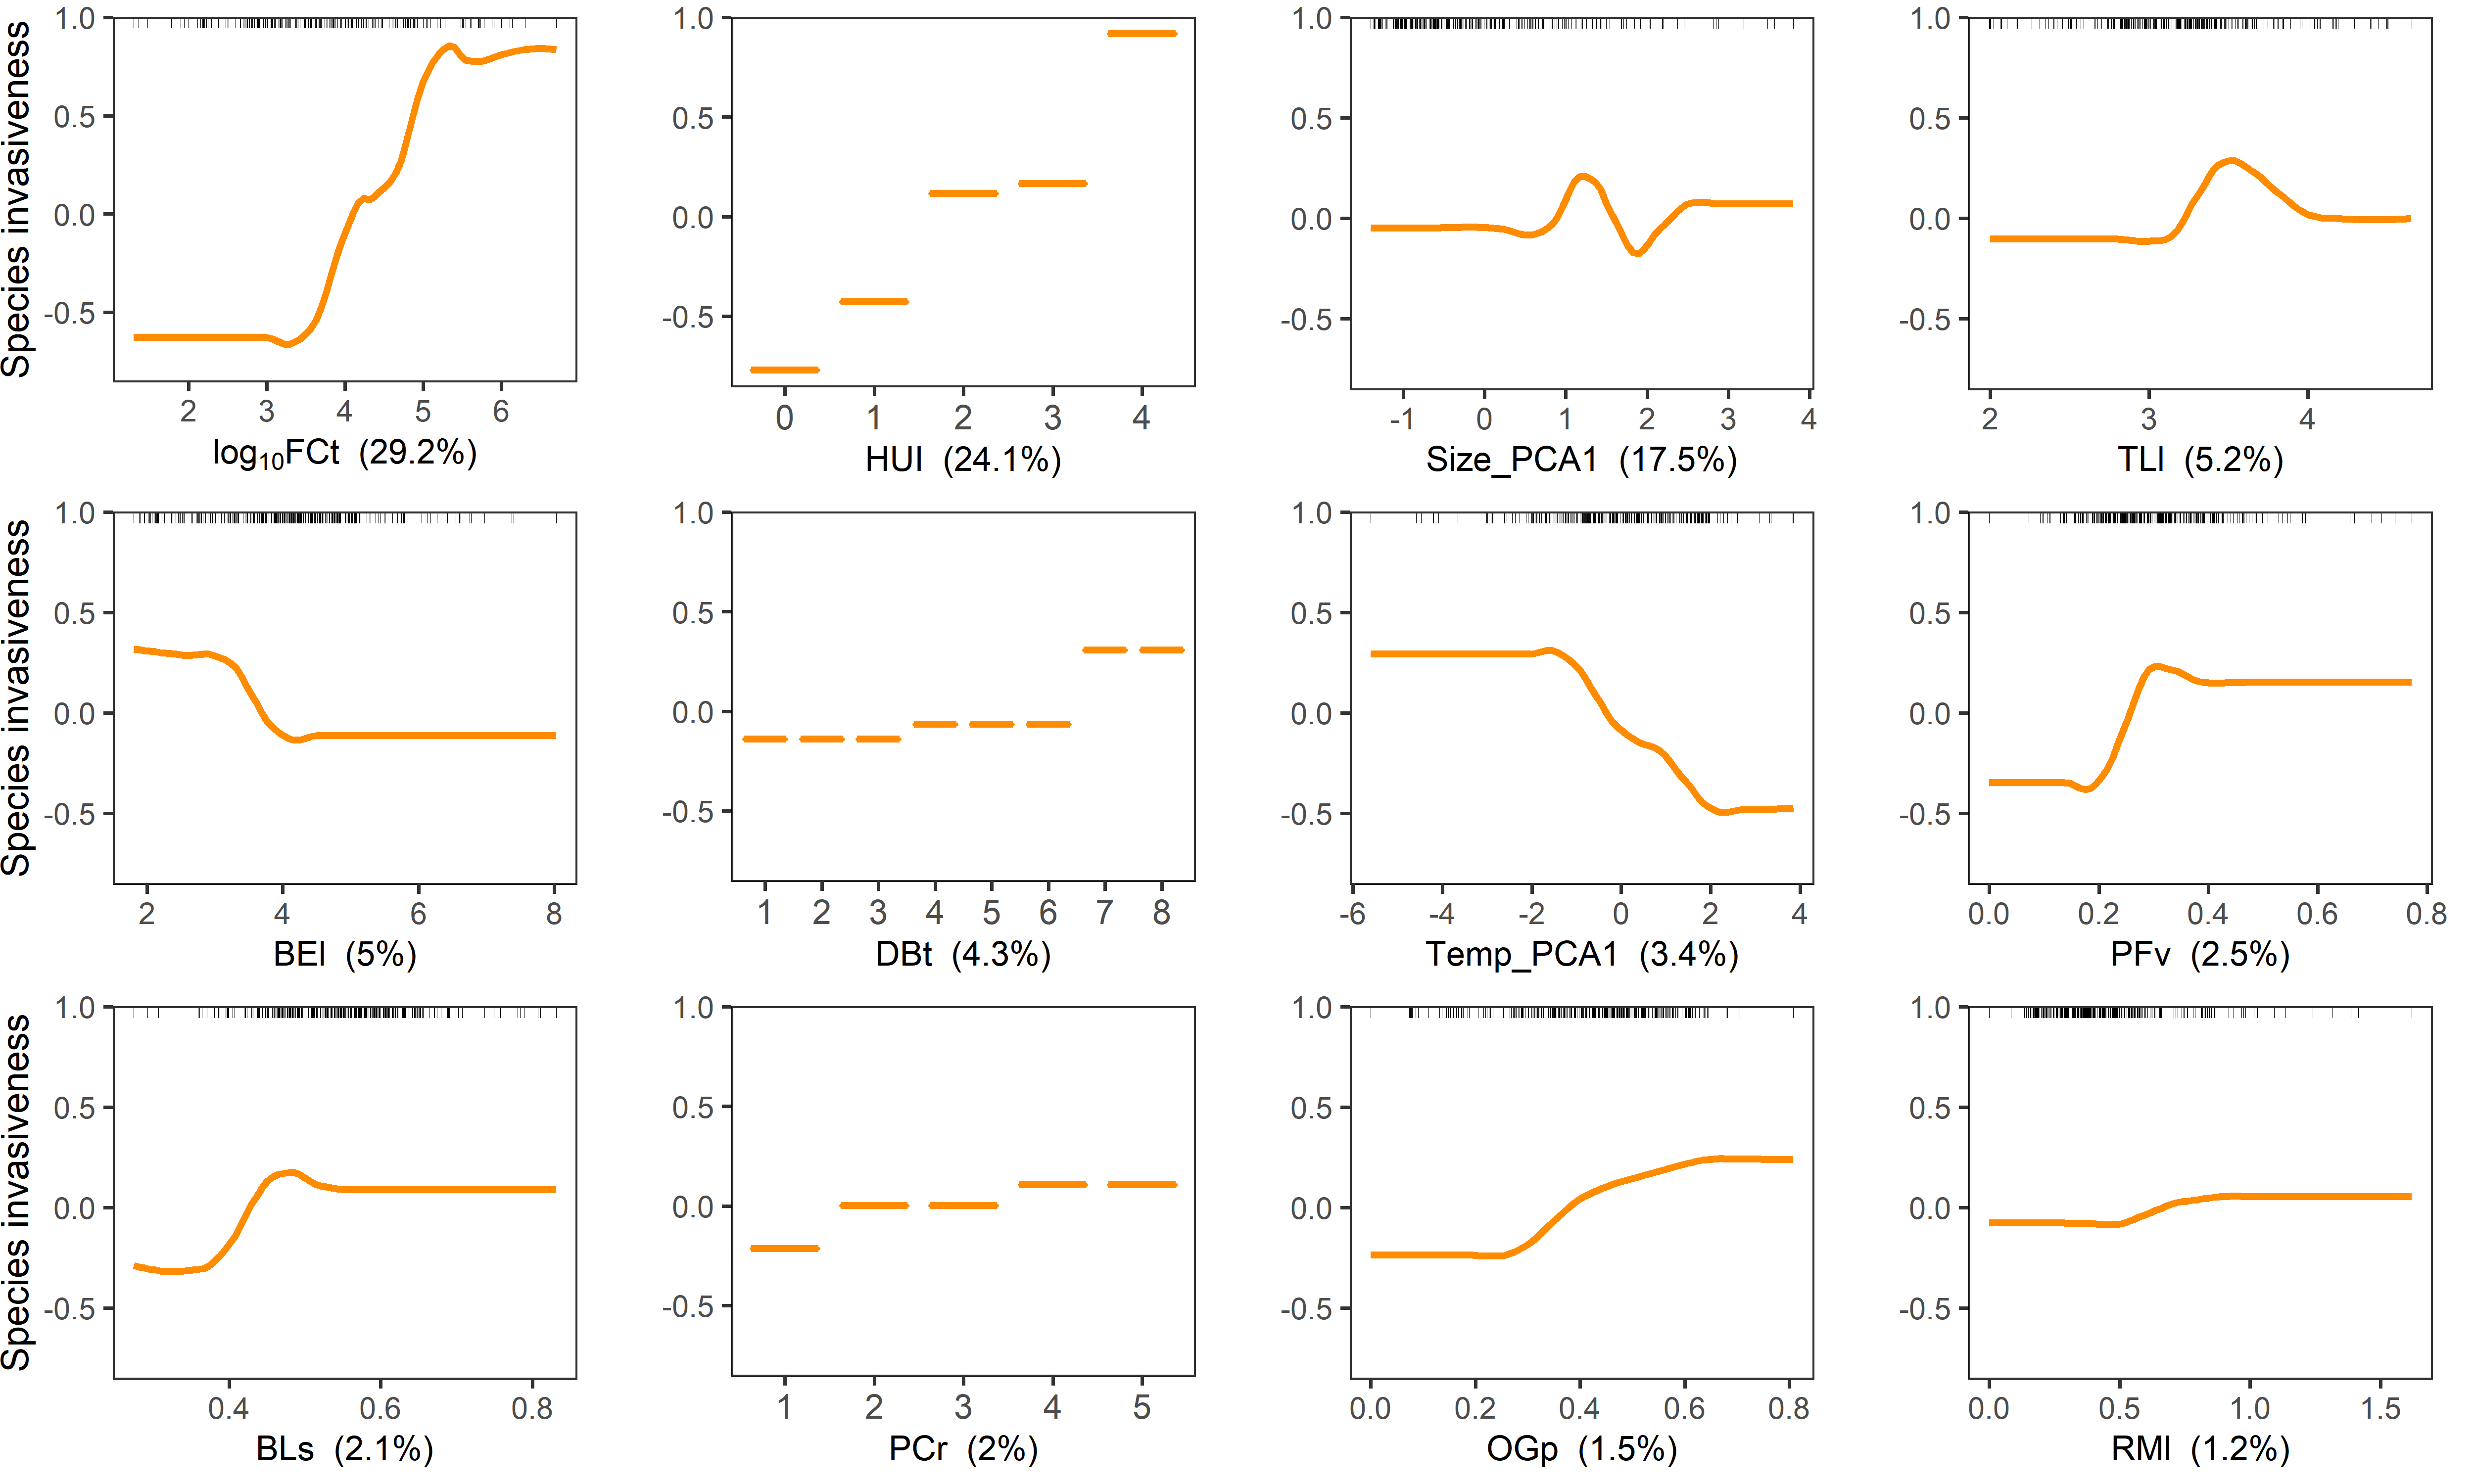 Species invasiveness
1.0
0.5
0.0
-0.5
2 3 4 5 6
log₁₀FCt (29.2%)
1.0
0.5
0.0
-0.5
0 1 2 3 4
HUI (24.1%)
1.0
0.5
0.0
-0.5
-1 0 1 2 3 4
Size_PCA1 (17.5%)
1.0
0.5
0.0
-0.5
2 3 4
TLI (5.2%)
Species invasiveness
1.0
0.5
0.0
-0.5
2 4 6 8
BEI (5%)
1.0
0.5
0.0
-0.5
1 2 3 4 5 6 7 8
DBt (4.3%)
1.0
0.5
0.0
-0.5
-6 -4 -2 0 2 4
Temp_PCA1 (3.4%)
1.0
0.5
0.0
-0.5
0.0 0.2 0.4 0.6 0.8
PFv (2.5%)
Species invasiveness
1.0
0.5
0.0
-0.5
0.4 0.6 0.8
BLs (2.1%)
1.0
0.5
0.0
-0.5
1 2 3 4 5
PCr (2%)
1.0
0.5
0.0
-0.5
0.0 0.2 0.4 0.6 0.8
OGp (1.5%)
1.0
0.5
0.0
-0.5
0.0 0.5 1.0 1.5
RMl (1.2%)